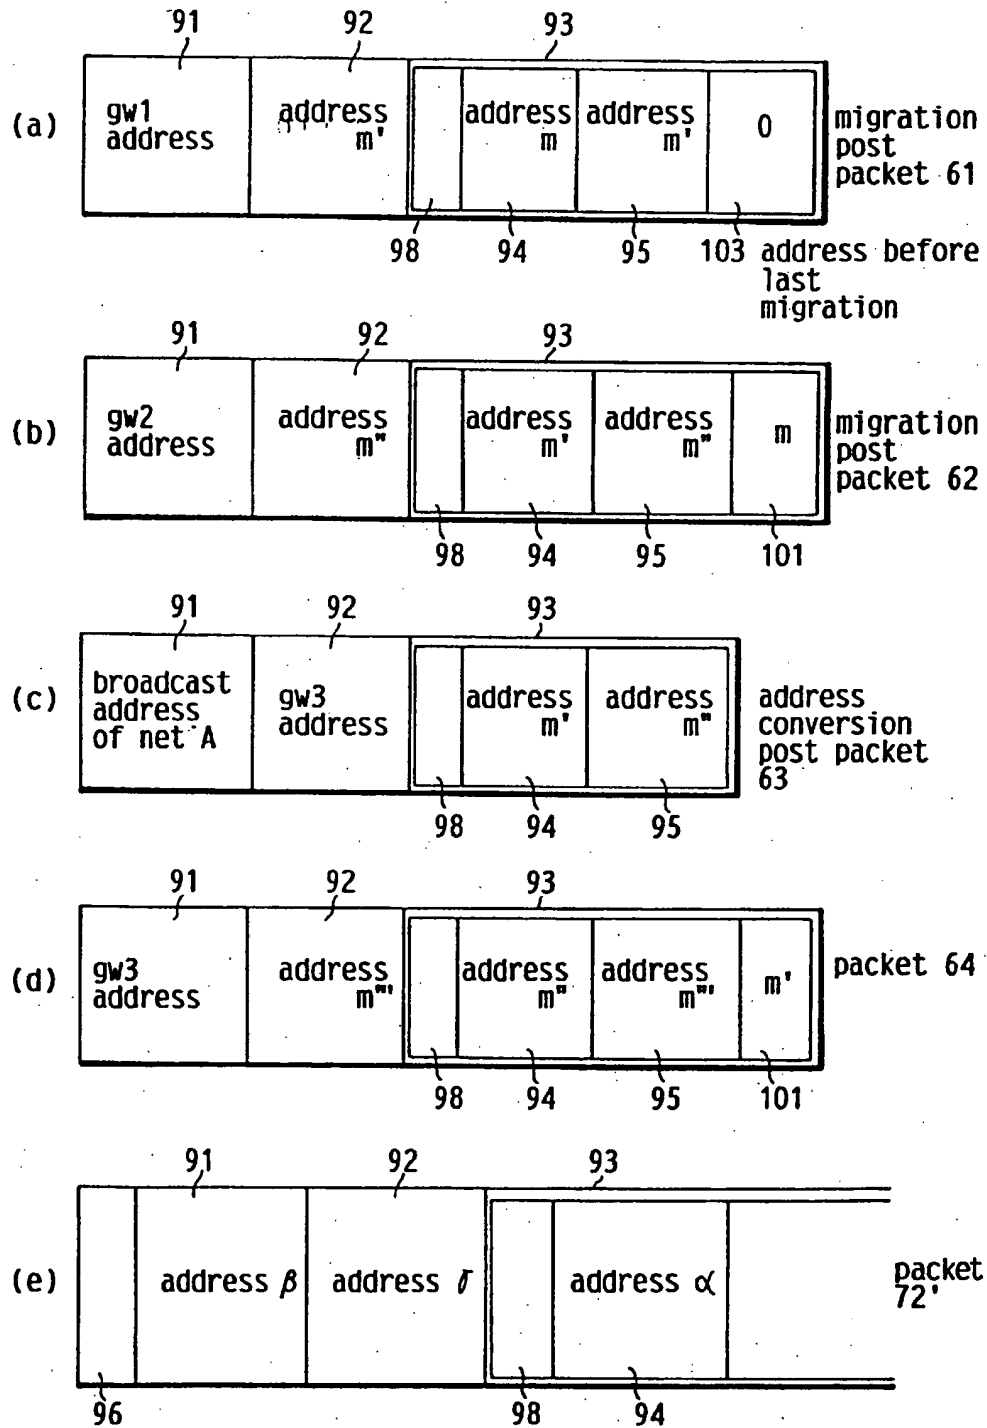 91 92 93
(a)
gw1
address
address
m'
address
m
address
m'
0
migration
post
packet 61
98 94 95 103 address before
last
migration
91 92 93
(b)
gw2
address
address
m"
address
m'
address
m"
m
migration
post
packet 62
98 94 95 101
91 92 93
(c)
broadcast
address
of net A
gw3
address
address
m'
address
m"
address
conversion
post packet
63
98 94 95
91 92 93
(d)
gw3
address
address
m"'
address
m"
address
m"'
m'
packet 64
98 94 95 101
91 92 93
(e)
address β
address γ
address α
packet
72'
96 98 94